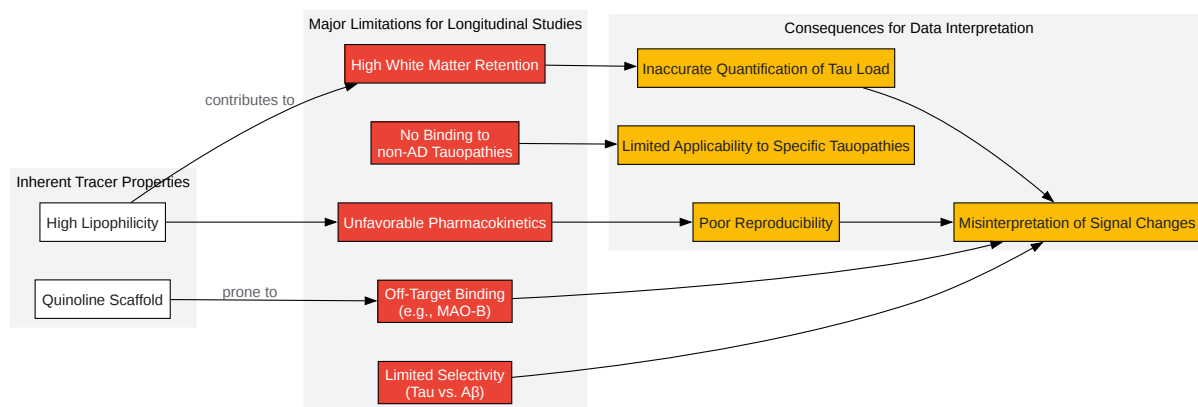 Major Limitations for Longitudinal Studies
Consequences for Data Interpretation
High White Matter Retention
Inaccurate Quantification of Tau Load
contributes to
No Binding to
non-AD Tauopathies
Limited Applicability to Specific Tauopathies
Inherent Tracer Properties
High Lipophilicity
Unfavorable Pharmacokinetics
Poor Reproducibility
Misinterpretation of Signal Changes
Quinoline Scaffold
prone to
Off-Target Binding
(e.g., MAO-B)
Limited Selectivity
(Tau vs. Aβ)